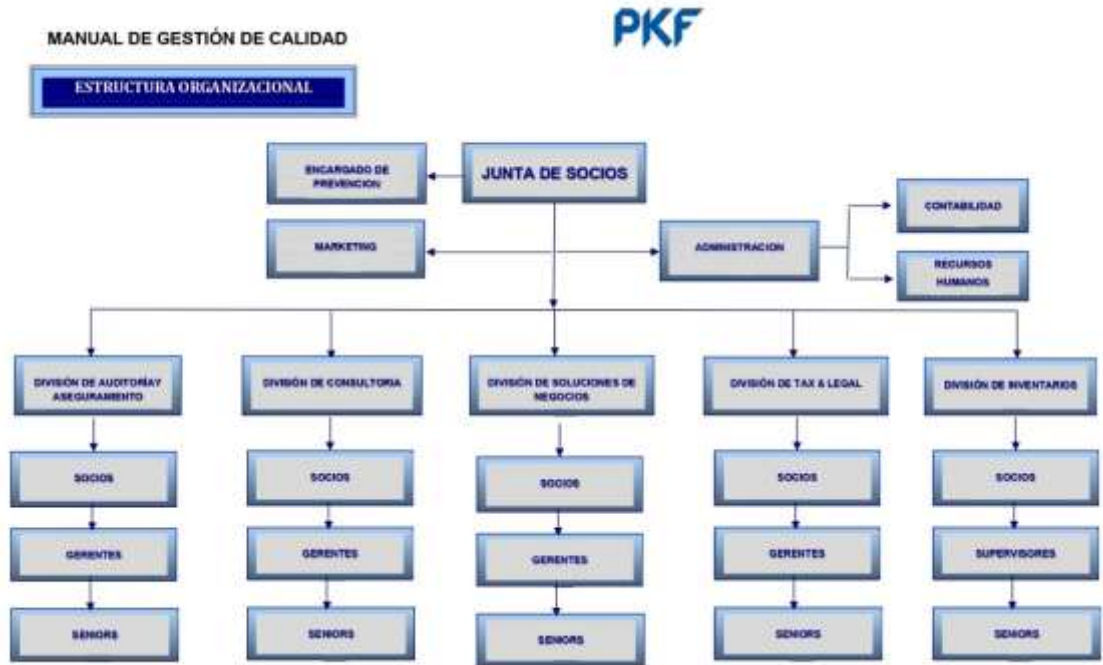 PKF
MANUAL DE GESTIÓN DE CALIDAD
ESTRUCTURA ORGANIZACIONAL
ENCARGADO DE
PREVENCION
JUNTA DE SOCIOS
CONTABILIDAD
MARKETING
ADMINISTRACION
RECURSOS
HUMANOS
DIVISIÓN DE AUDITORÍAY
ASEGURAMIENTO
DIVISIÓN DE CONSULTORIA
DIVISIÓN DE SOLUCIONES DE
NEGOCIOS
DIVISIÓN DE TAX & LEGAL
DIVISIÓN DE INVENTARIOS
SOCIOS
SOCIOS
SOCIOS
SOCIOS
SOCIOS
GERENTES
GERENTES
GERENTES
GERENTES
SUPERVISORES
SENIORS
SENIORS
SENIORS
SENIORS
SENIORS